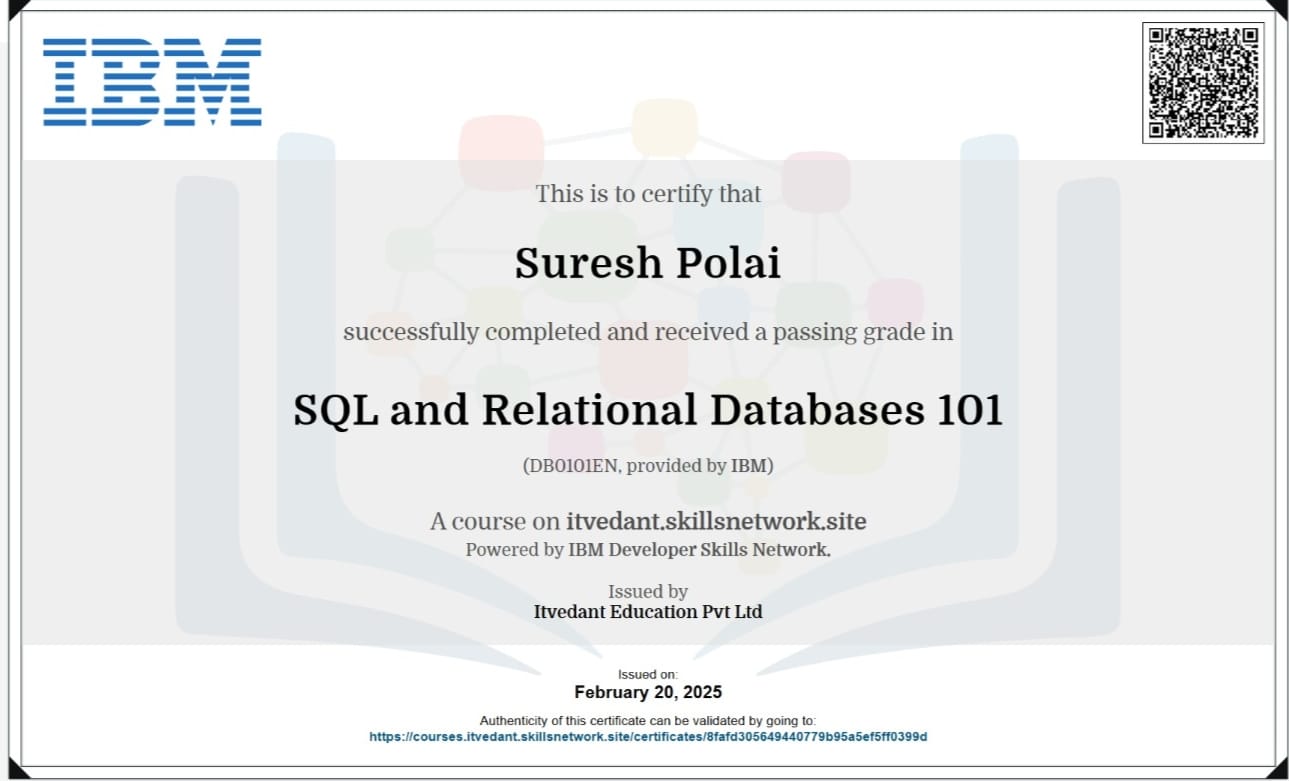 IBM
This is to certify that
Suresh Polai
successfully completed and received a passing grade in
SQL and Relational Databases 101
(DB0101EN, provided by IBM)
A course on itvedant.skillsnetwork.site
Powered by IBM Developer Skills Network.
Issued by
Itvedant Education Pvt Ltd
Issued on:
February 20, 2025
Authenticity of this certificate can be validated by going to:
https://courses.itvedant.skillsnetwork.site/certificates/8fafd305649440779b95a5ef5ff0399d